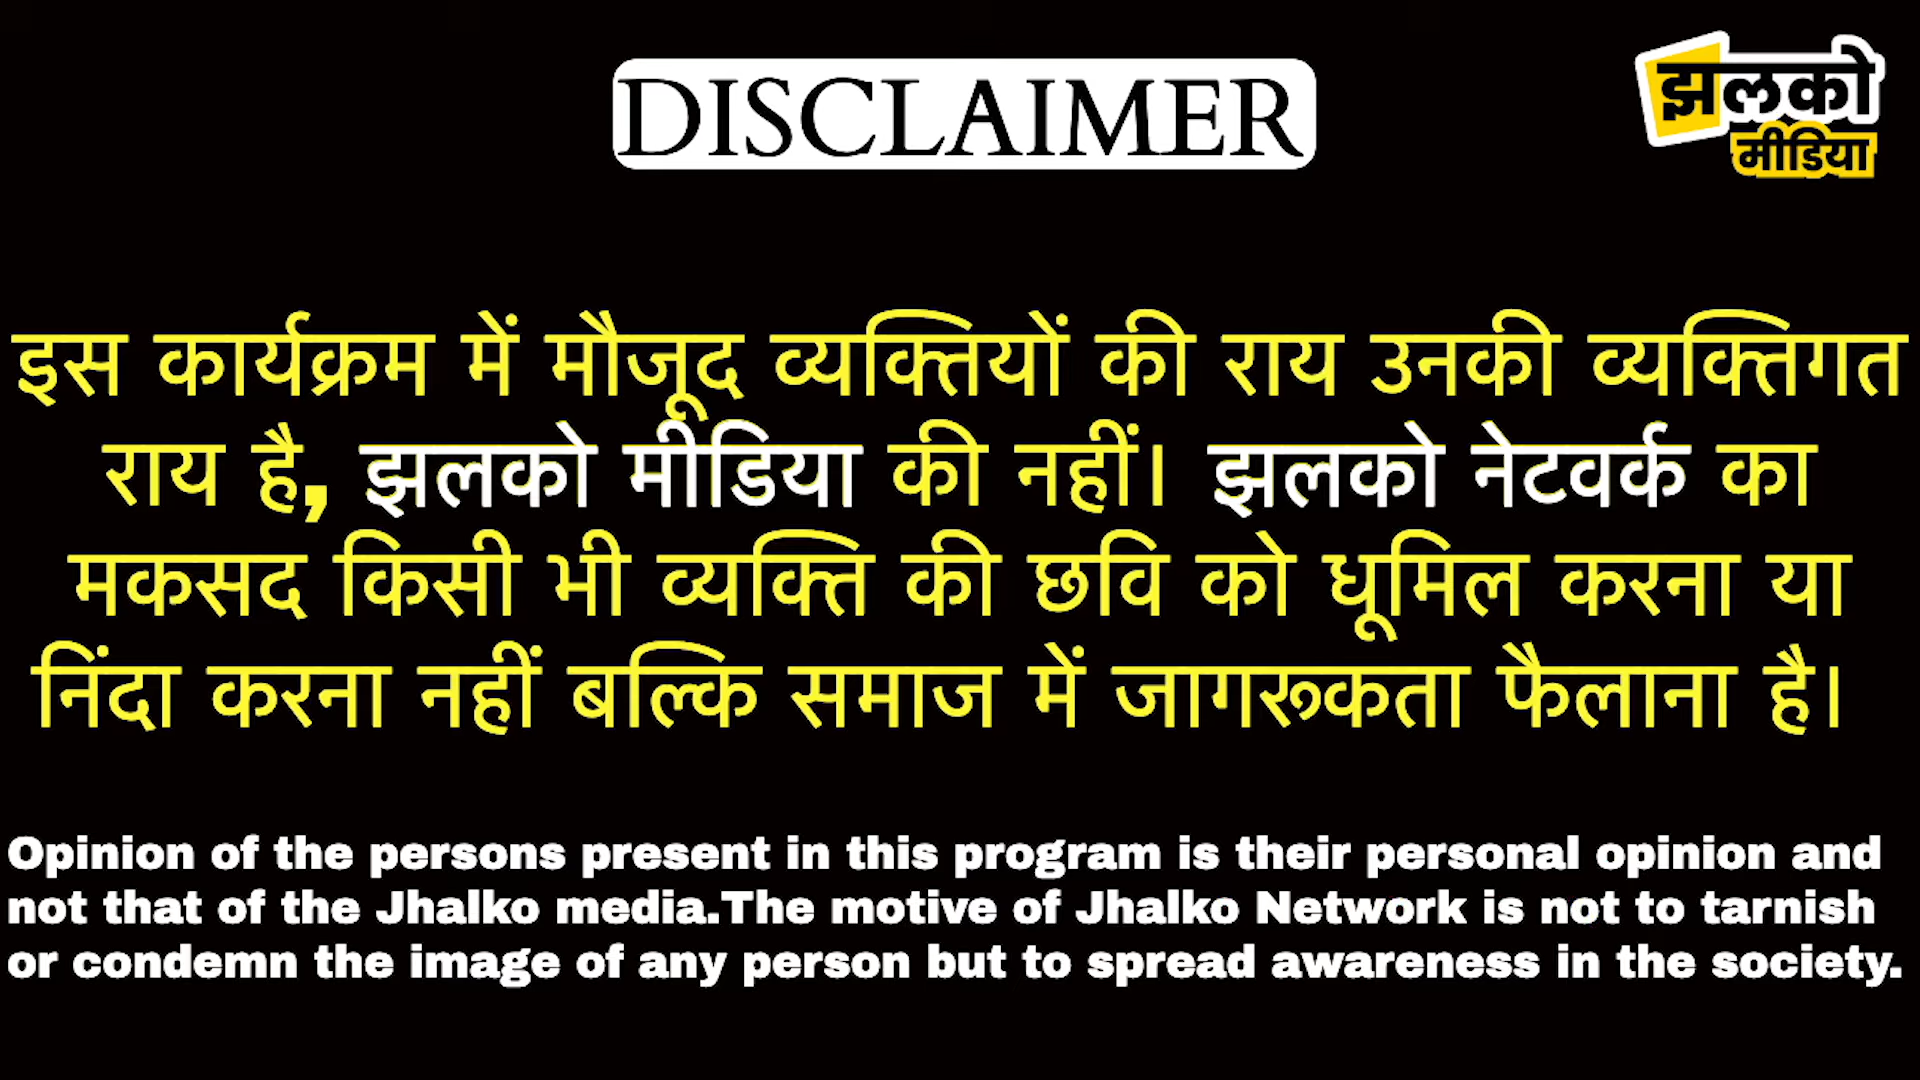 DISCLAIMER
झलको
मीडिया
इस कार्यक्रम में मौजूद व्यक्तियों की राय उनकी व्यक्तिगत
राय है, झलको मीडिया की नहीं। झलको नेटवर्क का
मकसद किसी भी व्यक्ति की छवि को धूमिल करना या
निंदा करना नहीं बल्कि समाज में जागरूकता फैलाना है।
Opinion of the persons present in this program is their personal opinion and
not that of the Jhalko media.The motive of Jhalko Network is not to tarnish
or condemn the image of any person but to spread awareness in the society.